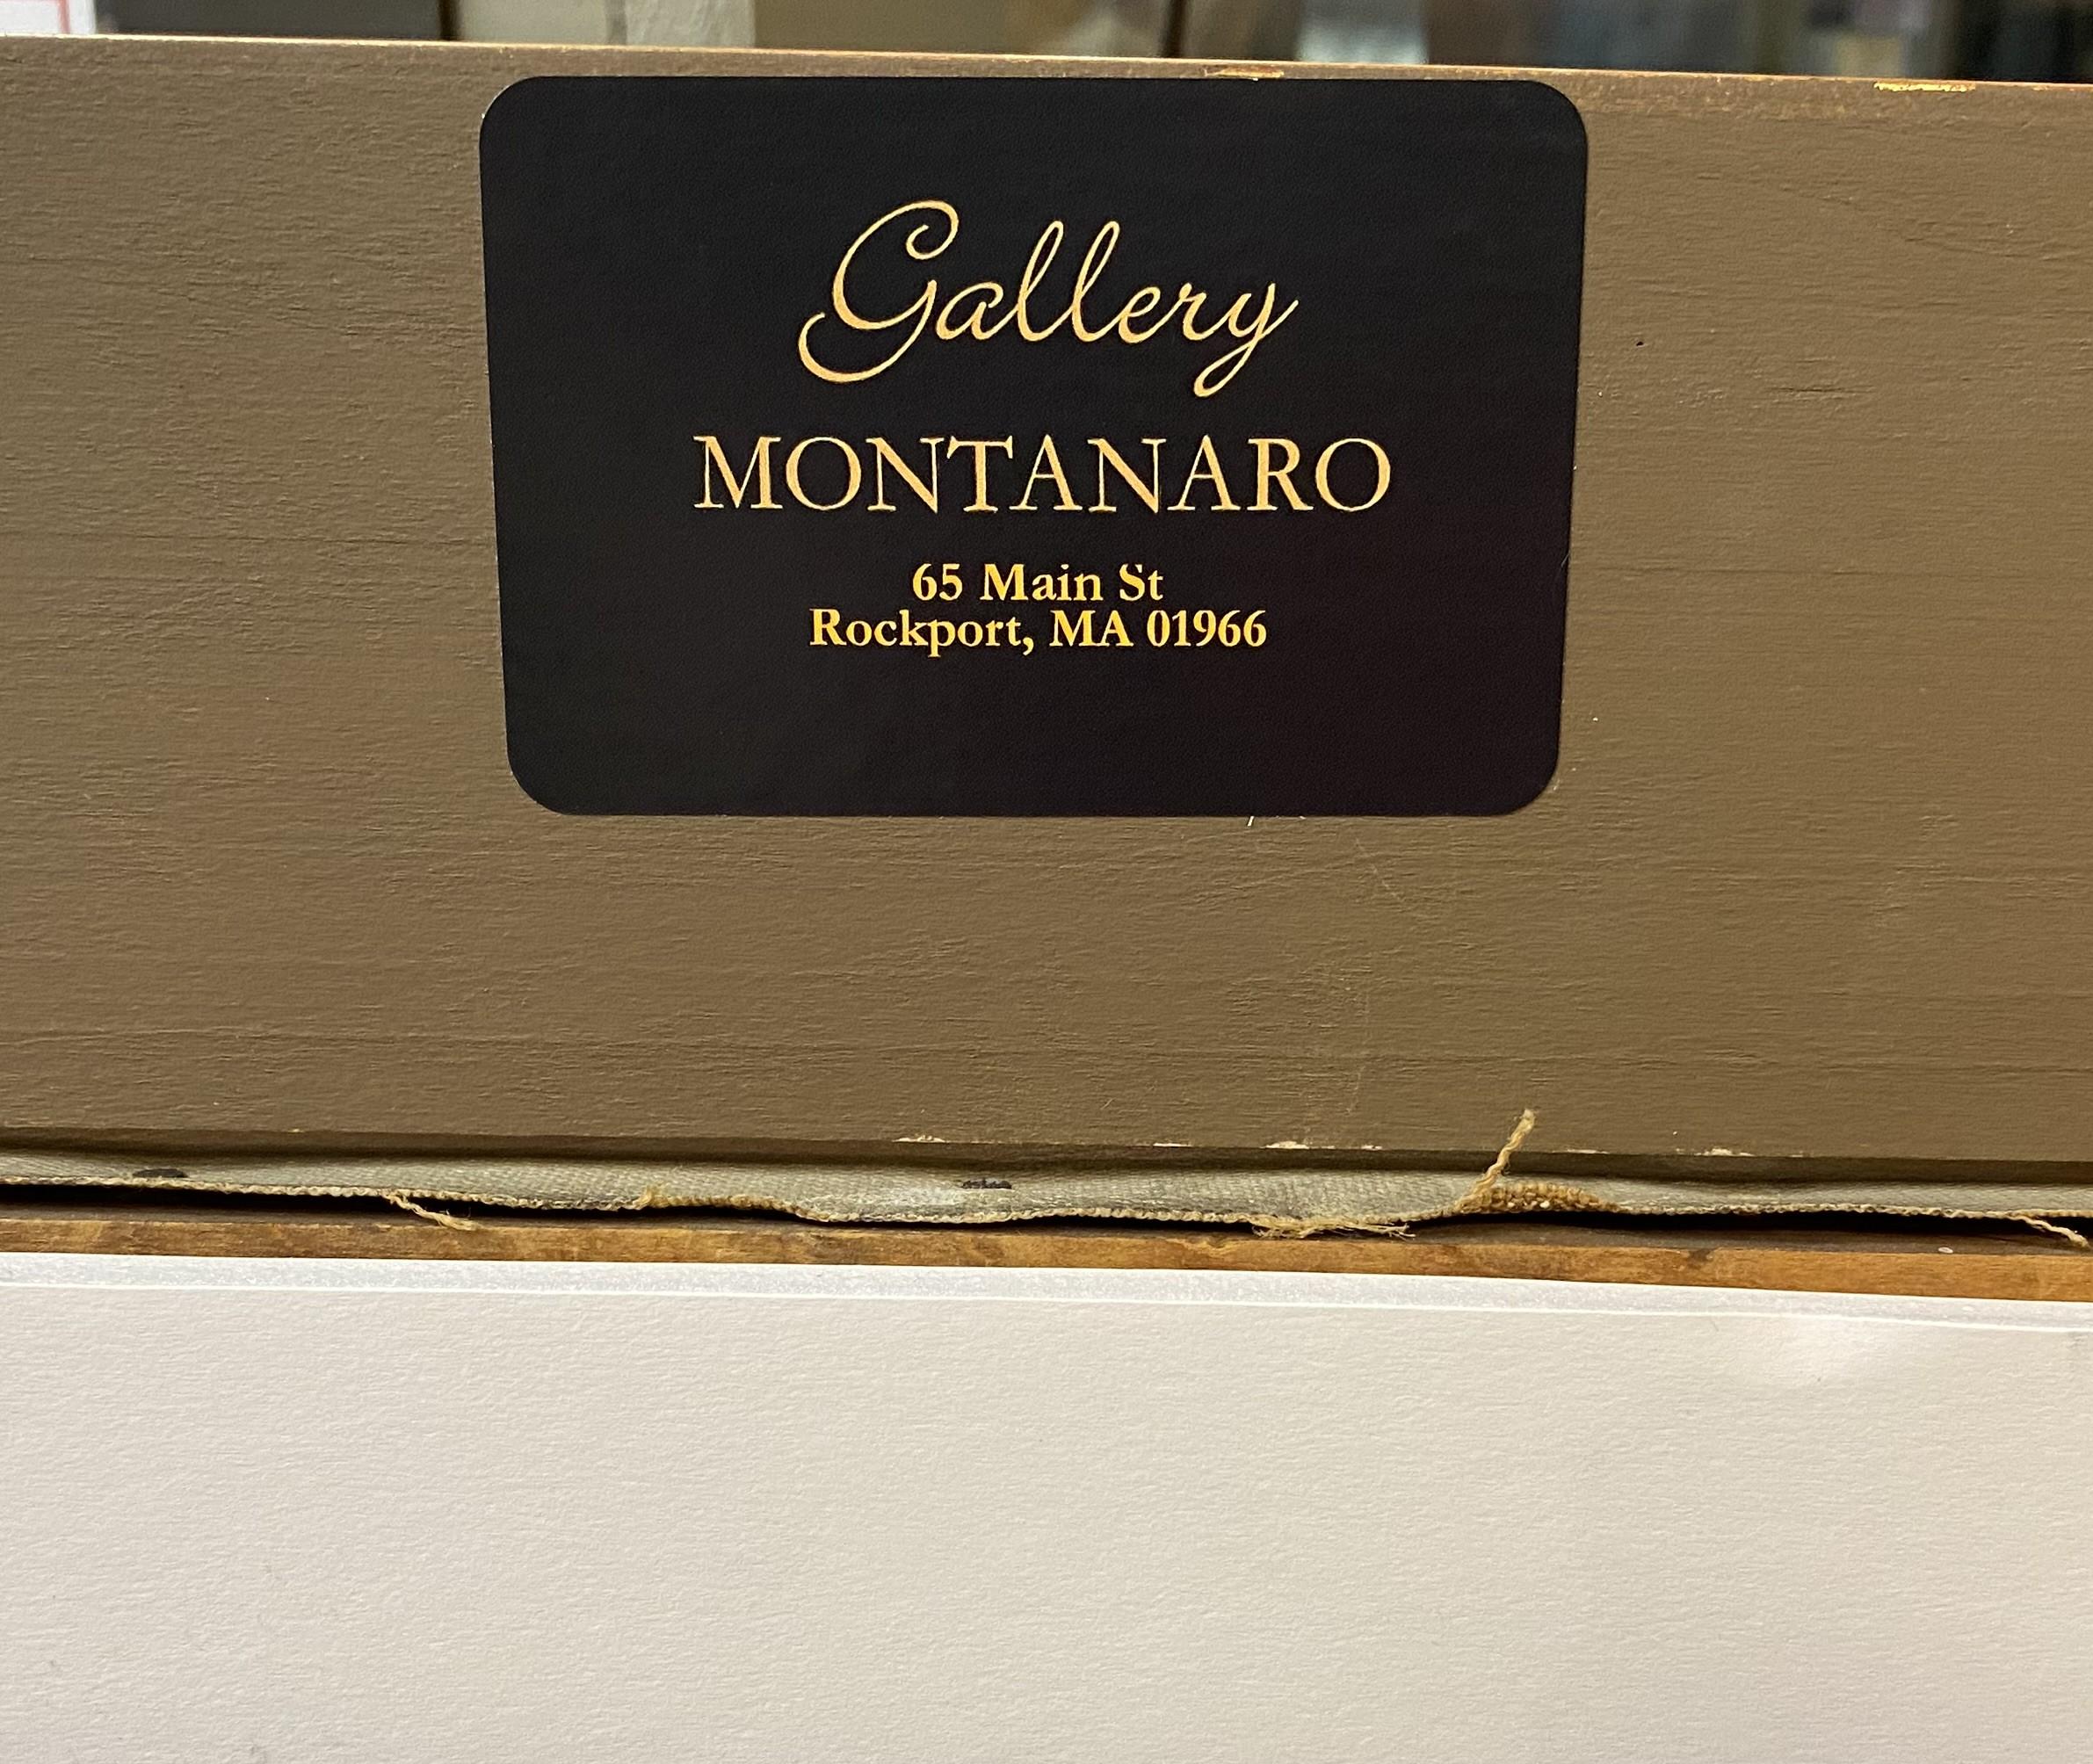 Gallery
MONTANARO
65 Main St
Rockport, MA 01966